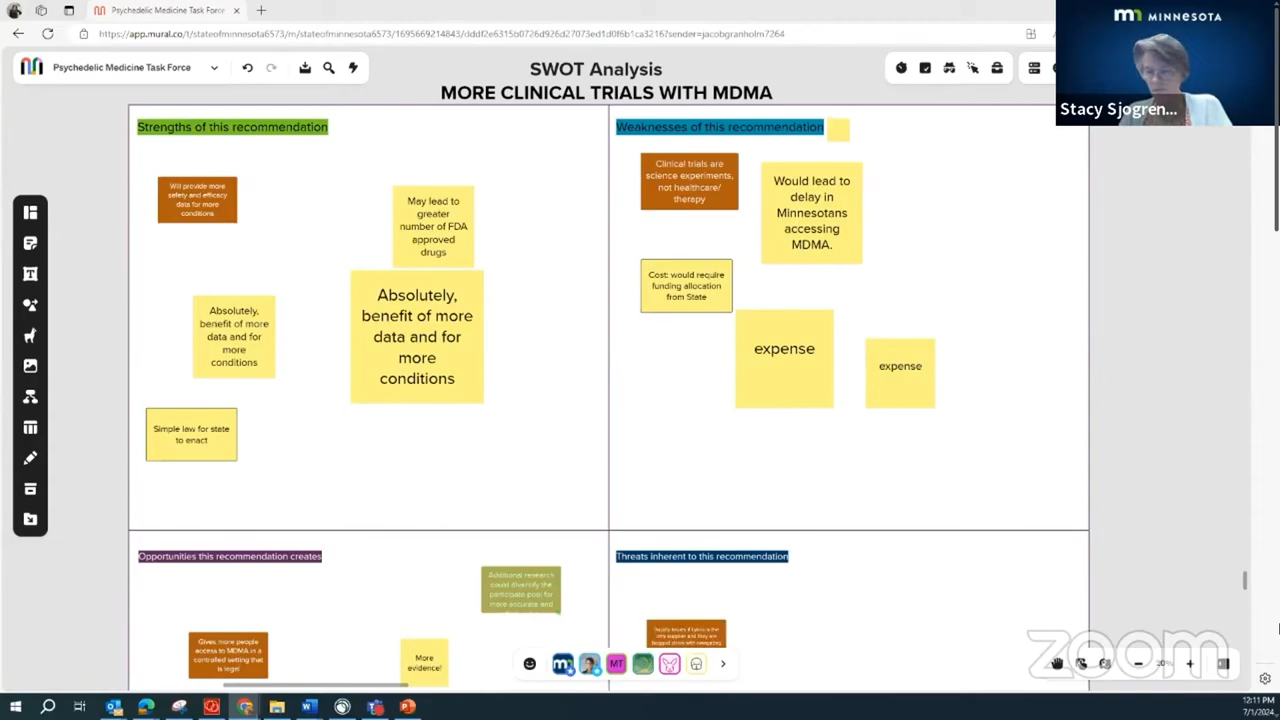 Psychedelic Medicine Task Force
https://app.mural.co/t/stateofminnesota6573/m/stateofminnesota6573/1695669214843/dddf2e6315b0726d926d27073ed1d0f6b1ca3216?sender=jacobgranholm7264
Psychedelic Medicine Task Force
SWOT Analysis
MORE CLINICAL TRIALS WITH MDMA
MINNESOTA
Stacy Sjogren...
Strengths of this recommendation
Will provide more
safety and efficacy
data for more
conditions
May lead to
greater
number of FDA
approved
drugs
Absolutely,
benefit of more
data and for
more
conditions
Absolutely,
benefit of more
data and for
more
conditions
Simple law for state
to enact
Weaknesses of this recommendation
Clinical trials are
science experiments,
not healthcare/
therapy
Would lead to
delay in
Minnesotans
accessing
MDMA.
Cost: would require
funding allocation
from State
expense
expense
Opportunities this recommendation creates
Additional research
could diversify the
participate pool for
more accurate and
Gives more people
access to MDMA in a
controlled setting that
is legal
More
evidence!
Threats inherent to this recommendation
MT
zoom
12:11 PM
7/1/2024